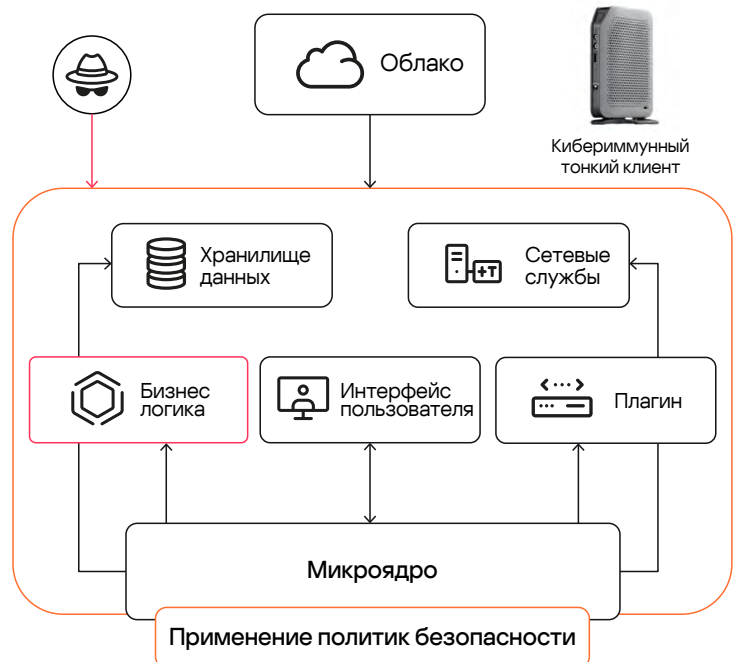 Облако
Кибериммунный
тонкий клиент
Хранилище
данных
+T
Сетевые
службы
Бизнес
логика
Интерфейс
пользователя
Плагин
Микроядро
Применение политик безопасности